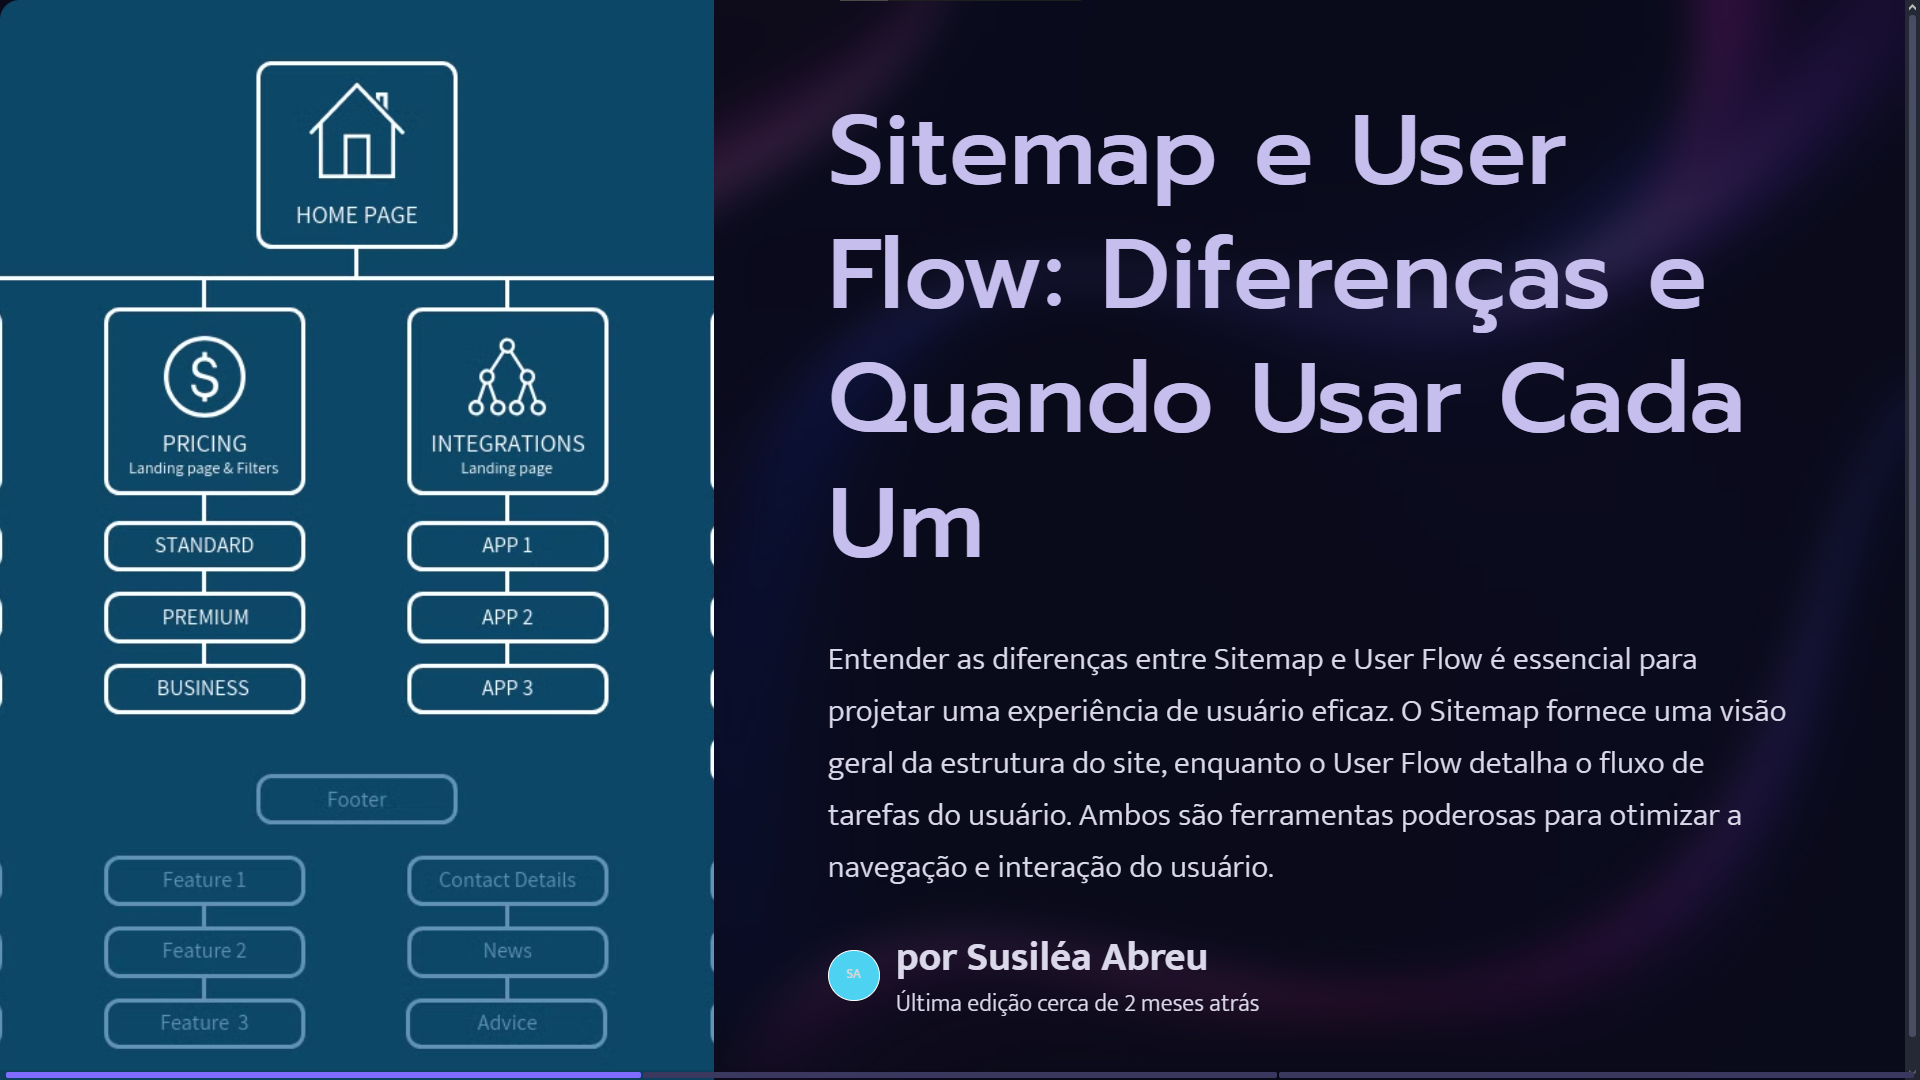 HOME PAGE
PRICING
Landing page & Filters
STANDARD
PREMIUM
BUSINESS
INTEGRATIONS
Landing page
APP 1
APP 2
APP 3
Footer
Feature 1
Feature 2
Feature 3
Contact Details
News
Advice
Sitemap e User
Flow: Diferenças e
Quando Usar Cada
Um
Entender as diferenças entre Sitemap e User Flow é essencial para
projetar uma experiência de usuário eficaz. O Sitemap fornece uma visão
geral da estrutura do site, enquanto o User Flow detalha o fluxo de
tarefas do usuário. Ambos são ferramentas poderosas para otimizar a
navegação e interação do usuário.
SA
por Susiléa Abreu
Última edição cerca de 2 meses atrás